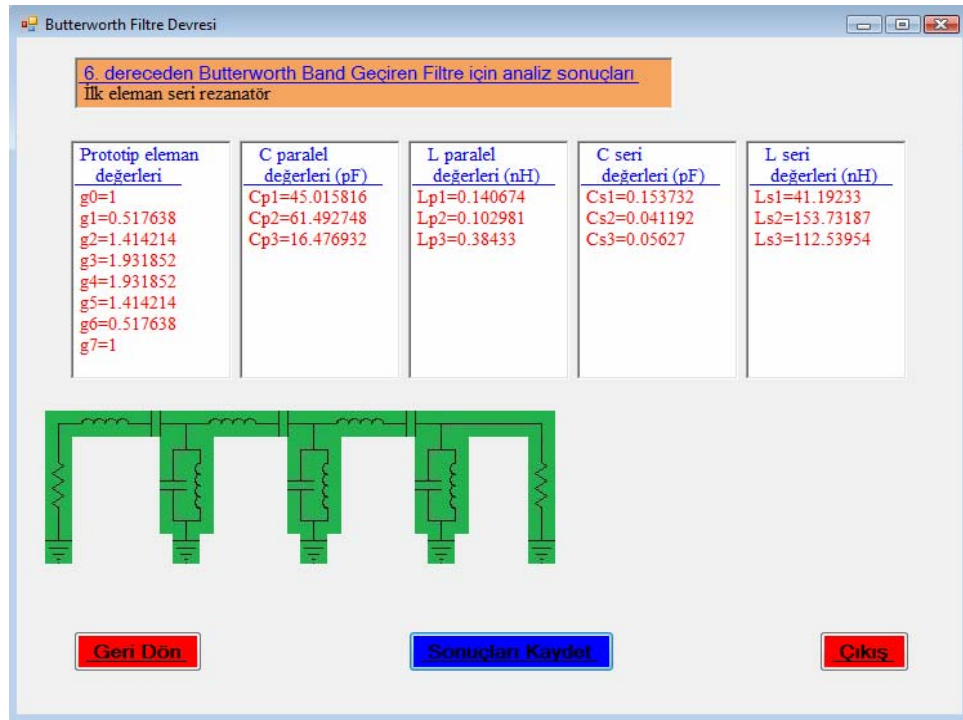 Butterworth Filtre Devresi
6. dereceden Butterworth Band Geçiren Filtre için analiz sonuçları
İlk eleman seri rezanatör
Prototip eleman
değerleri
g0=1
g1=0.517638
g2=1.414214
g3=1.931852
g4=1.931852
g5=1.414214
g6=0.517638
g7=1
C paralel
değerleri (pF)
Cp1=45.015816
Cp2=61.492748
Cp3=16.476932
L paralel
değerleri (nH)
Lp1=0.140674
Lp2=0.102981
Lp3=0.38433
C seri
değerleri (pF)
Cs1=0.153732
Cs2=0.041192
Cs3=0.05627
L seri
değerleri (nH)
Ls1=41.19233
Ls2=153.73187
Ls3=112.53954
Geri Dön
Sonuçları Kaydet
Çıkış